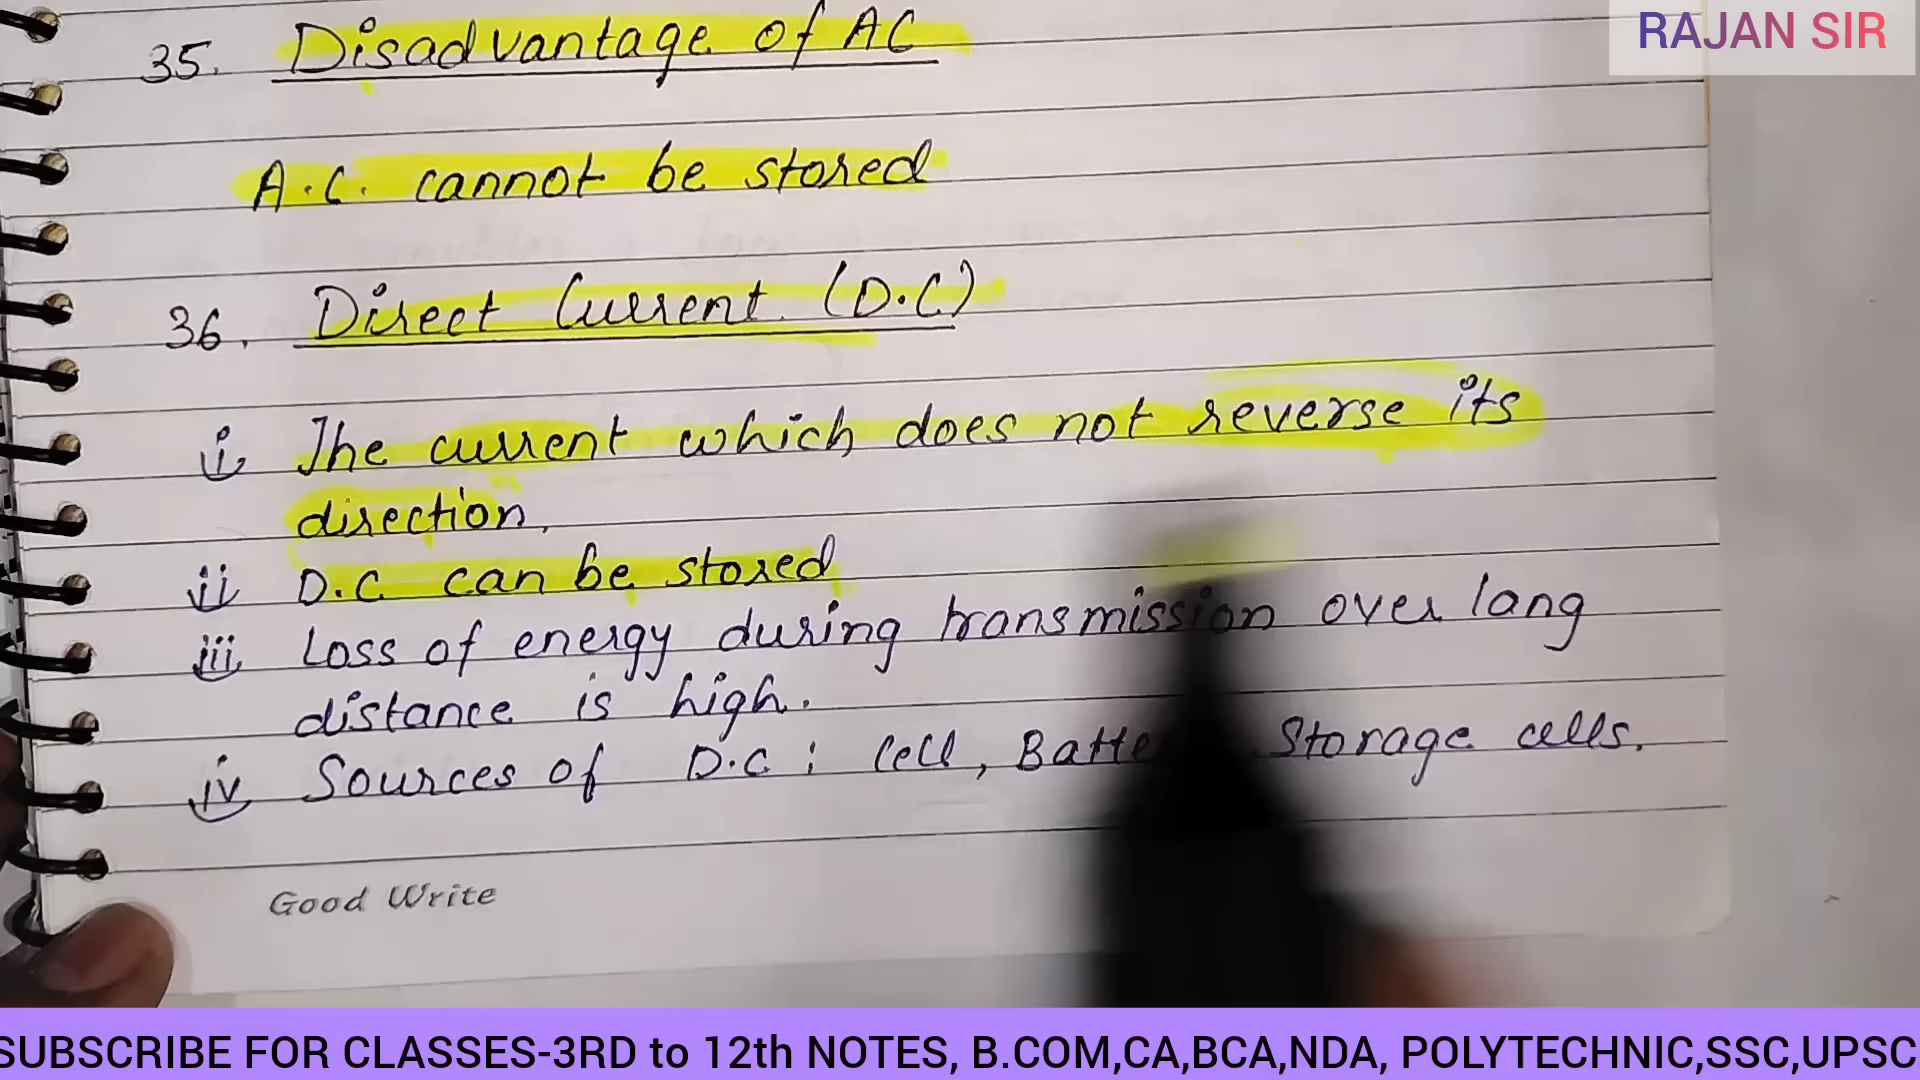 RAJAN SIR
35. Disadvantage of AC
A.C. cannot be stored
36. Direct Current (D.C)
i, The current which does not reverse its
direction.
ii, D.C. can be stored
iii, Loss of energy during transmission over lang
distance is high.
iv, Sources of D.C : Cell, Storage cells.
Good Write
SUBSCRIBE FOR CLASSES-3RD to 12th NOTES, B.COM,CA,BCA,NDA, POLYTECHNIC,SSC,UPSC